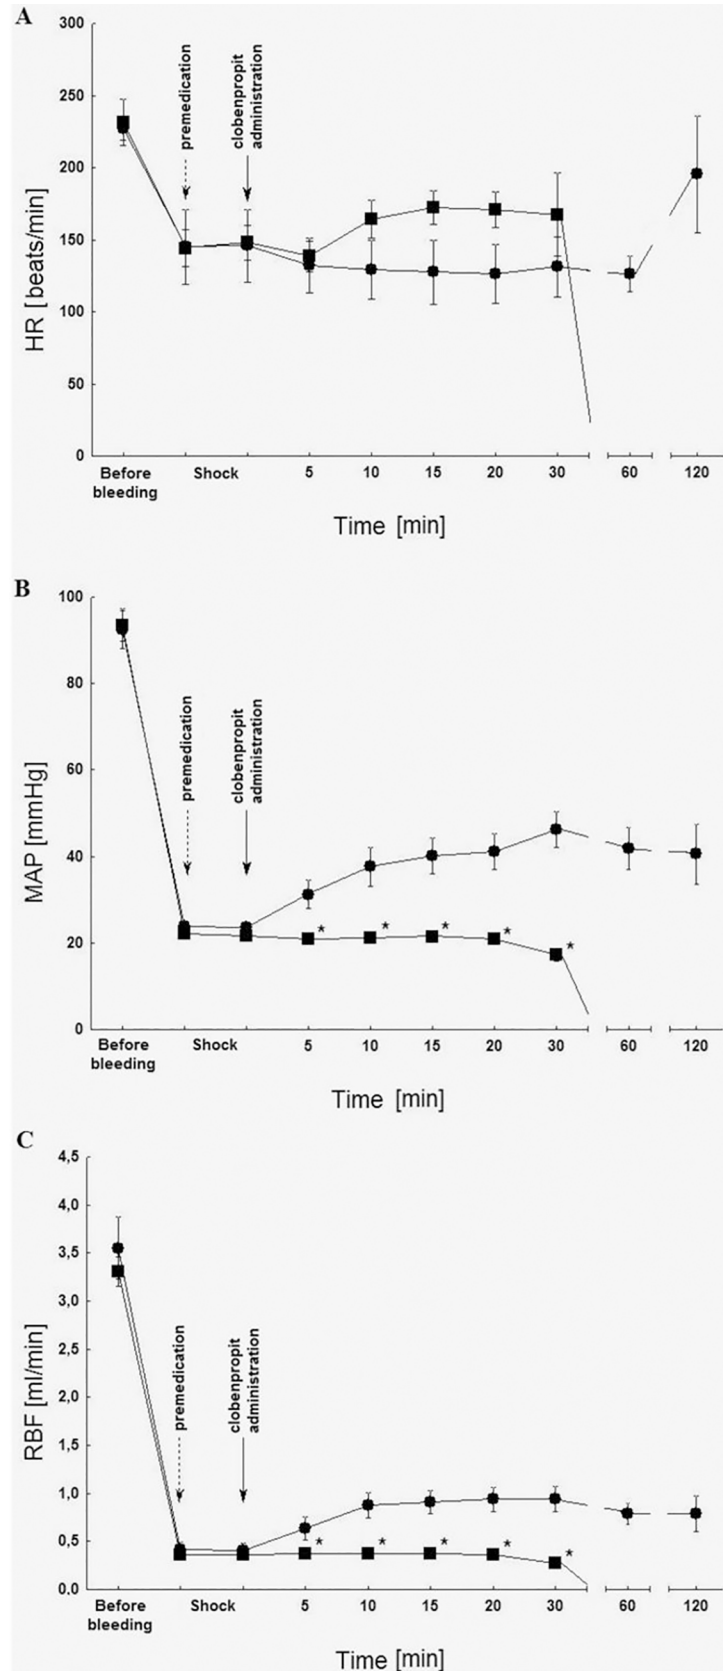 A
300
250
200
150
100
50
0
HR [beats/min]
premedication
clobenpropit
administration
Before
bleeding
Shock
5
10
15
20
30
60
120
Time [min]
B
100
80
60
40
20
0
MAP [mmHg]
premedication
clobenpropit
administration
*
*
*
*
*
Before
bleeding
Shock
5
10
15
20
30
60
120
Time [min]
C
4,5
4,0
3,5
3,0
2,5
2,0
1,5
1,0
0,5
0,0
RBF [ml/min]
premedication
clobenpropit
administration
*
*
*
*
*
Before
bleeding
Shock
5
10
15
20
30
60
120
Time [min]